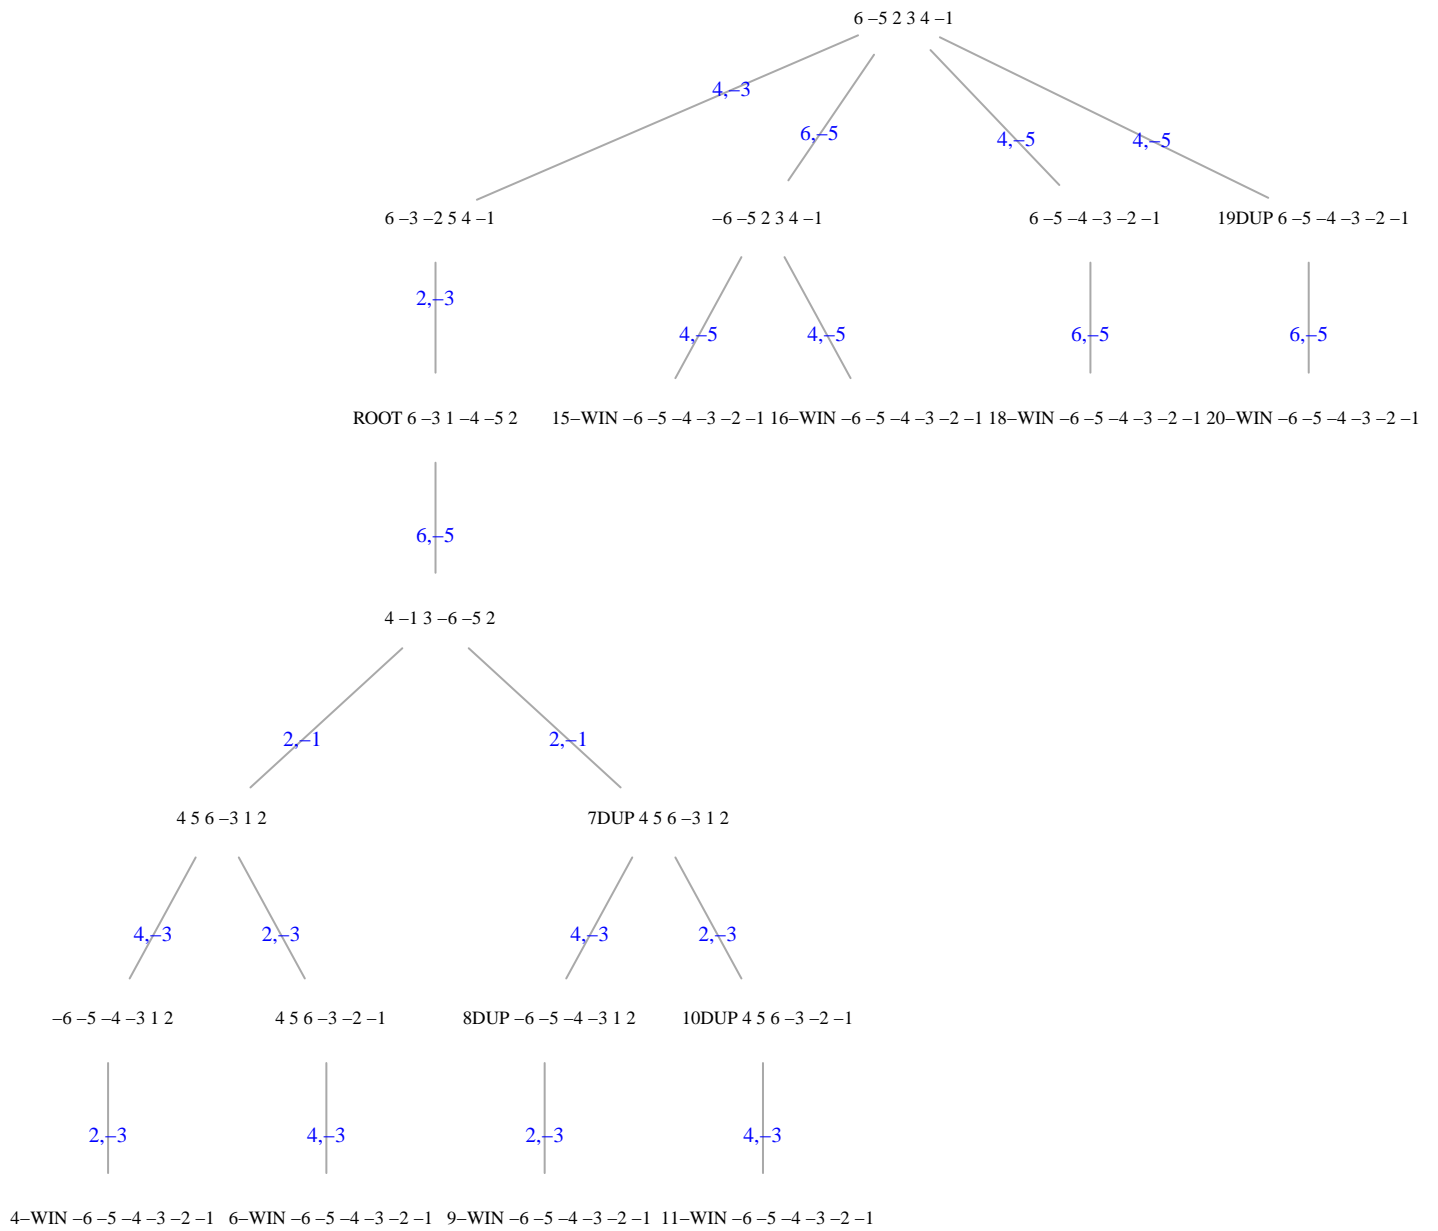 6 –5 2 3 4 –1
4,–3
6,–5
4,–5
4,–5
6 –3 –2 5 4 –1
–6 –5 2 3 4 –1
6 –5 –4 –3 –2 –1
19DUP 6 –5 –4 –3 –2 –1
2,–3
4,–5
4,–5
6,–5
6,–5
ROOT 6 –3 1 –4 –5 2
15–WIN –6 –5 –4 –3 –2 –1
16–WIN –6 –5 –4 –3 –2 –1
18–WIN –6 –5 –4 –3 –2 –1
20–WIN –6 –5 –4 –3 –2 –1
6,–5
4 –1 3 –6 –5 2
2,–1
2,–1
4 5 6 –3 1 2
7DUP 4 5 6 –3 1 2
4,–3
2,–3
4,–3
2,–3
–6 –5 –4 –3 1 2
4 5 6 –3 –2 –1
8DUP –6 –5 –4 –3 1 2
10DUP 4 5 6 –3 –2 –1
2,–3
4,–3
2,–3
4,–3
4–WIN –6 –5 –4 –3 –2 –1
6–WIN –6 –5 –4 –3 –2 –1
9–WIN –6 –5 –4 –3 –2 –1
11–WIN –6 –5 –4 –3 –2 –1